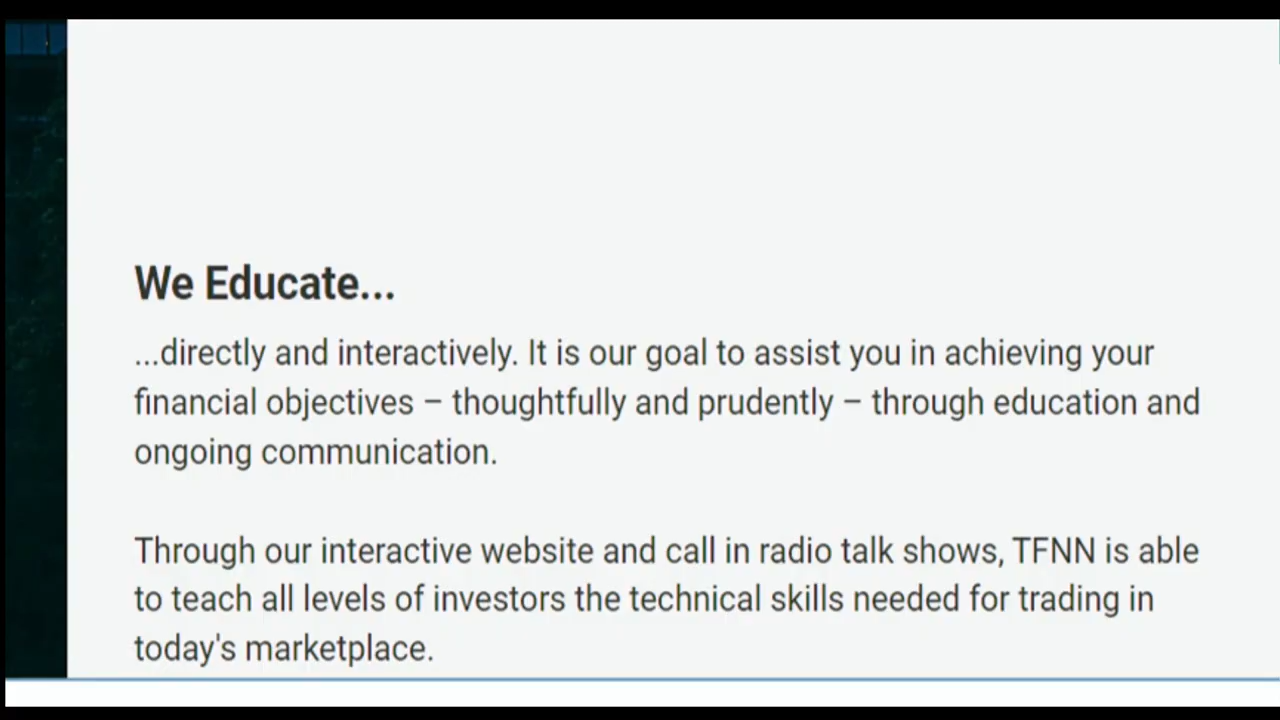 We Educate...
...directly and interactively. It is our goal to assist you in achieving your
financial objectives – thoughtfully and prudently – through education and
ongoing communication.
Through our interactive website and call in radio talk shows, TFNN is able
to teach all levels of investors the technical skills needed for trading in
today's marketplace.